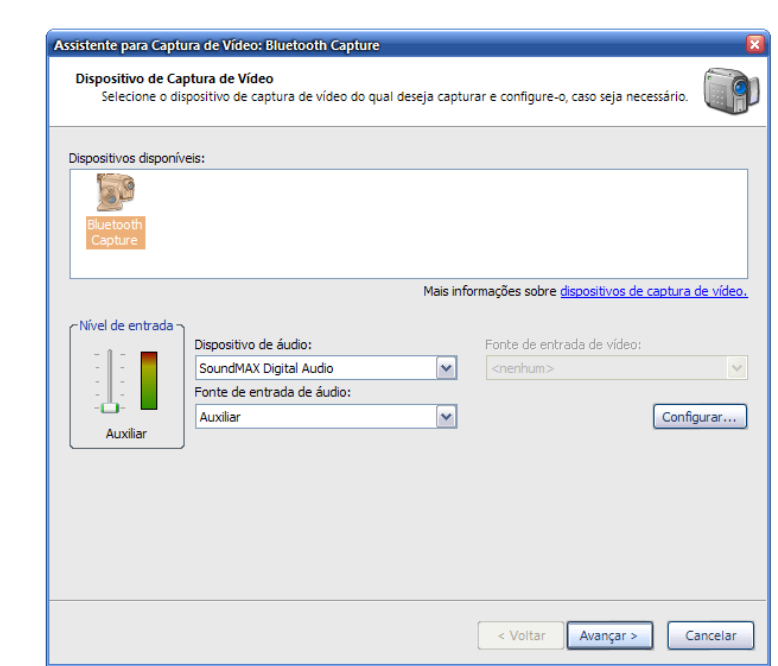 Assistente para Captura de Vídeo: Bluetooth Capture
Dispositivo de Captura de Vídeo
Selecione o dispositivo de captura de vídeo do qual deseja capturar e configure-o, caso seja necessário.
Dispositivos disponíveis:
Bluetooth
Capture
Mais informações sobre dispositivos de captura de vídeo.
Nível de entrada
Auxiliar
Dispositivo de áudio:
SoundMAX Digital Audio
Fonte de entrada de áudio:
Auxiliar
Fonte de entrada de vídeo:
<nenhum>
Configurar...
< Voltar
Avançar >
Cancelar